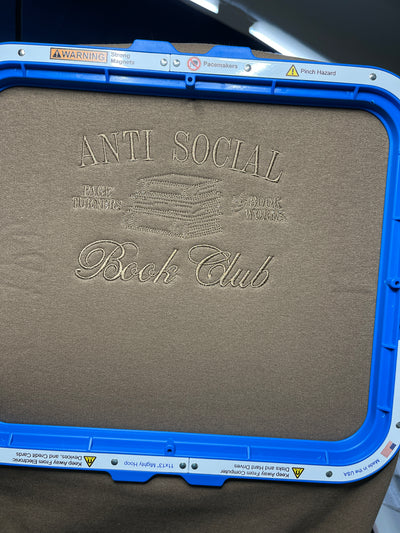 WARNING Strong Magnets
Pacemakers
Pinch Hazard
ANTI SOCIAL
PAGE TURNERS
BOOK WORMS
Book Club
Keep Away From Electronic Devices, and Credit Cards
11x13" Mighty Hoop
Keep Away From Computer Disks and Hard Drives
Made in the USA